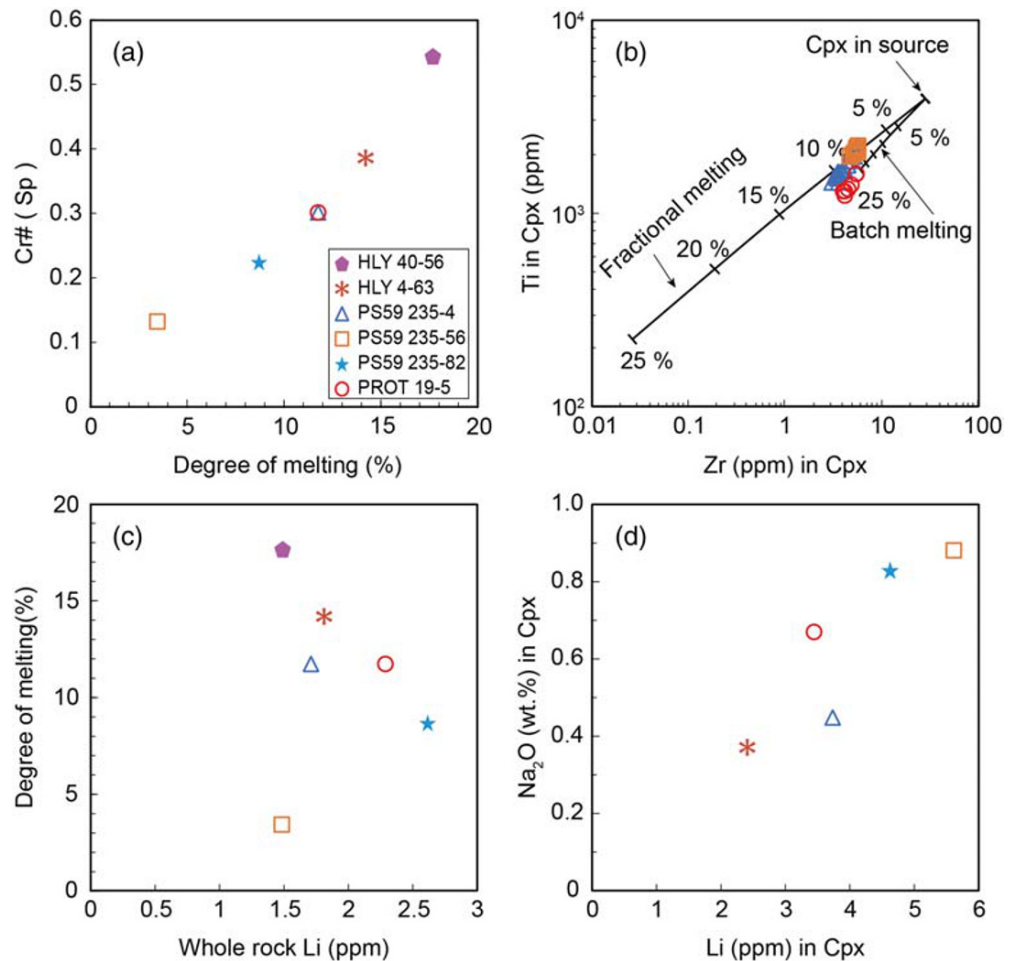 (a)
Cr# ( Sp)
0.6
0.5
0.4
0.3
0.2
0.1
0
0 5 10 15 20
Degree of melting (%)
HLY 40-56
HLY 4-63
PS59 235-4
PS59 235-56
PS59 235-82
PROT 19-5
(b)
Ti in Cpx (ppm)
10⁴
10³
10²
Cpx in source
5 %
5 %
10 %
15 %
25 %
Batch melting
Fractional melting
20 %
25 %
0.01 0.1 1 10 100
Zr (ppm) in Cpx
(c)
Degree of melting(%)
20
15
10
5
0
0 0.5 1 1.5 2 2.5 3
Whole rock Li (ppm)
(d)
Na₂O (wt.%) in Cpx
1.0
0.8
0.6
0.4
0.2
0
0 1 2 3 4 5 6
Li (ppm) in Cpx